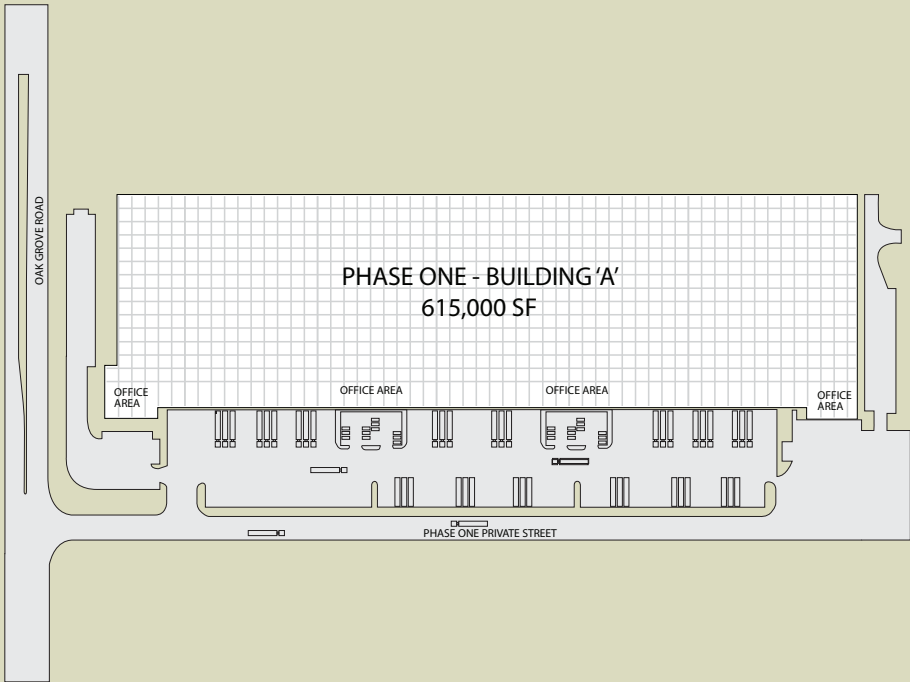 OAK GROVE ROAD
PHASE ONE - BUILDING 'A'
615,000 SF
OFFICE
AREA
OFFICE AREA
OFFICE AREA
OFFICE
AREA
PHASE ONE PRIVATE STREET